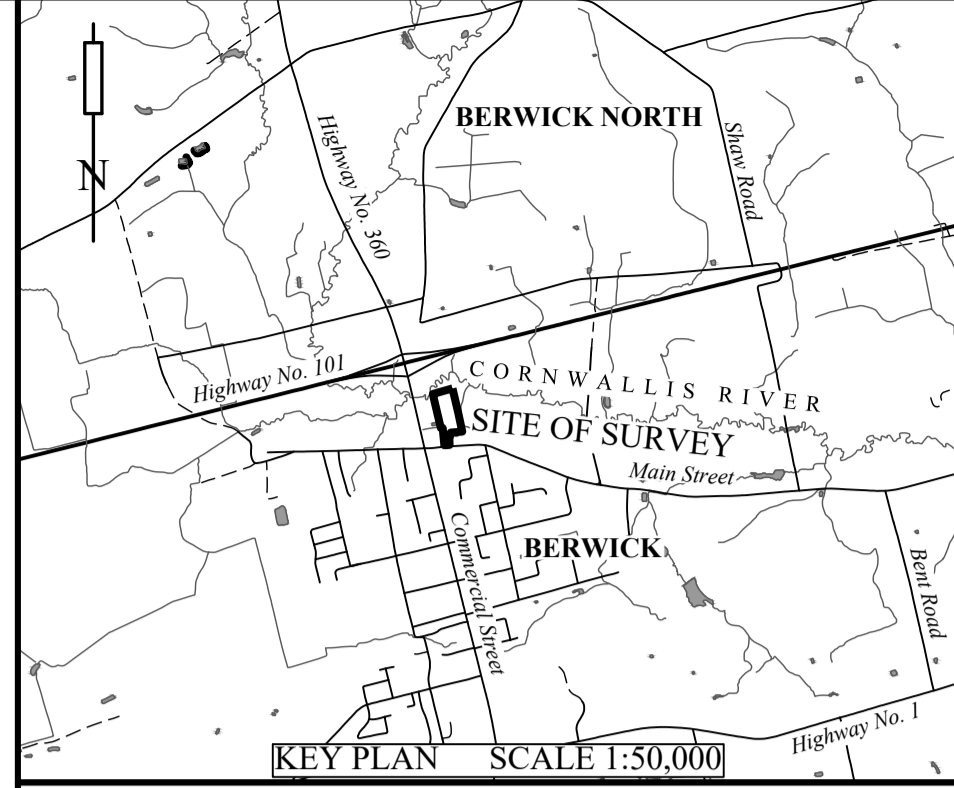 BERWICK NORTH
N
Highway No. 360
Shaw Road
Highway No. 101
CORNWALLIS RIVER
SITE OF SURVEY
Main Street
BERWICK
Commercial Street
Bent Road
Highway No. 1
KEY PLAN SCALE 1:50,000